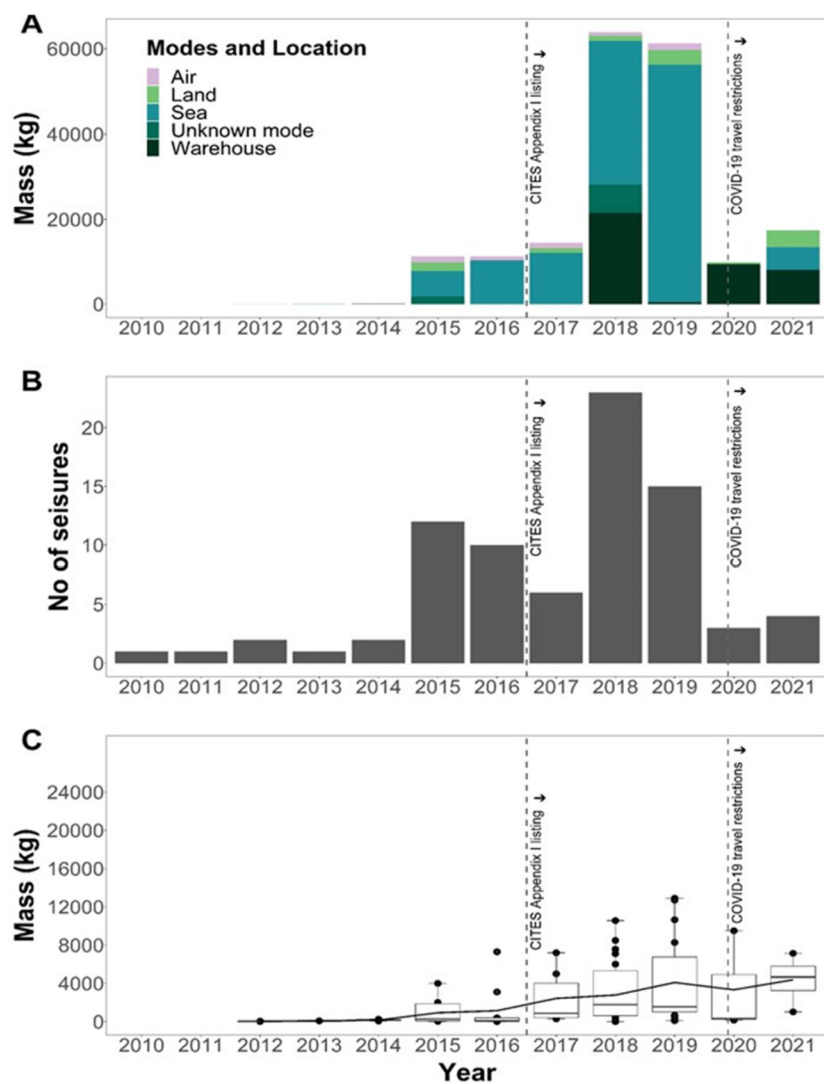 A
Modes and Location
Air
Land
Sea
Unknown mode
Warehouse
CITES Appendix I listing →
COVID-19 travel restrictions →
Mass (kg)
60000
40000
20000
0
2010 2011 2012 2013 2014 2015 2016 2017 2018 2019 2020 2021
B
CITES Appendix I listing →
COVID-19 travel restrictions →
No of seisures
20
15
10
5
0
2010 2011 2012 2013 2014 2015 2016 2017 2018 2019 2020 2021
C
CITES Appendix I listing →
COVID-19 travel restrictions →
Mass (kg)
24000
20000
16000
12000
8000
4000
0
2010 2011 2012 2013 2014 2015 2016 2017 2018 2019 2020 2021
Year